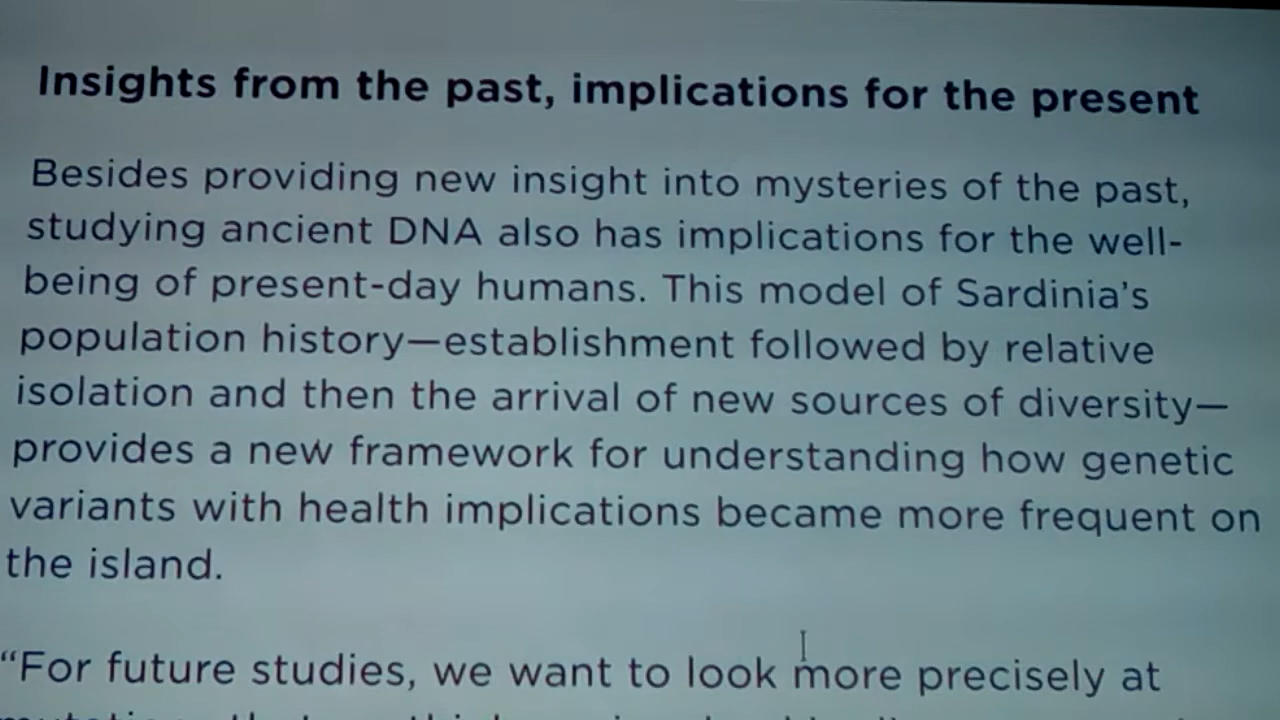 Insights from the past, implications for the present
Besides providing new insight into mysteries of the past,
studying ancient DNA also has implications for the well-
being of present-day humans. This model of Sardinia’s
population history—establishment followed by relative
isolation and then the arrival of new sources of diversity—
provides a new framework for understanding how genetic
variants with health implications became more frequent on
the island.
“For future studies, we want to look more precisely at